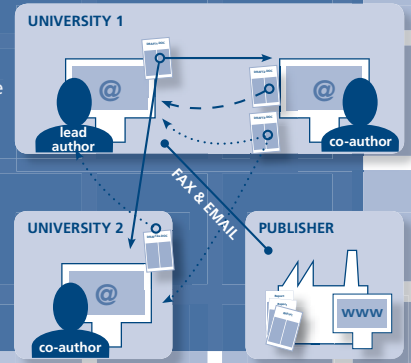 UNIVERSITY 1
@
@
e
lead
author
co-author
FAX & EMAIL
UNIVERSITY 2
PUBLISHER
@
www
co-author